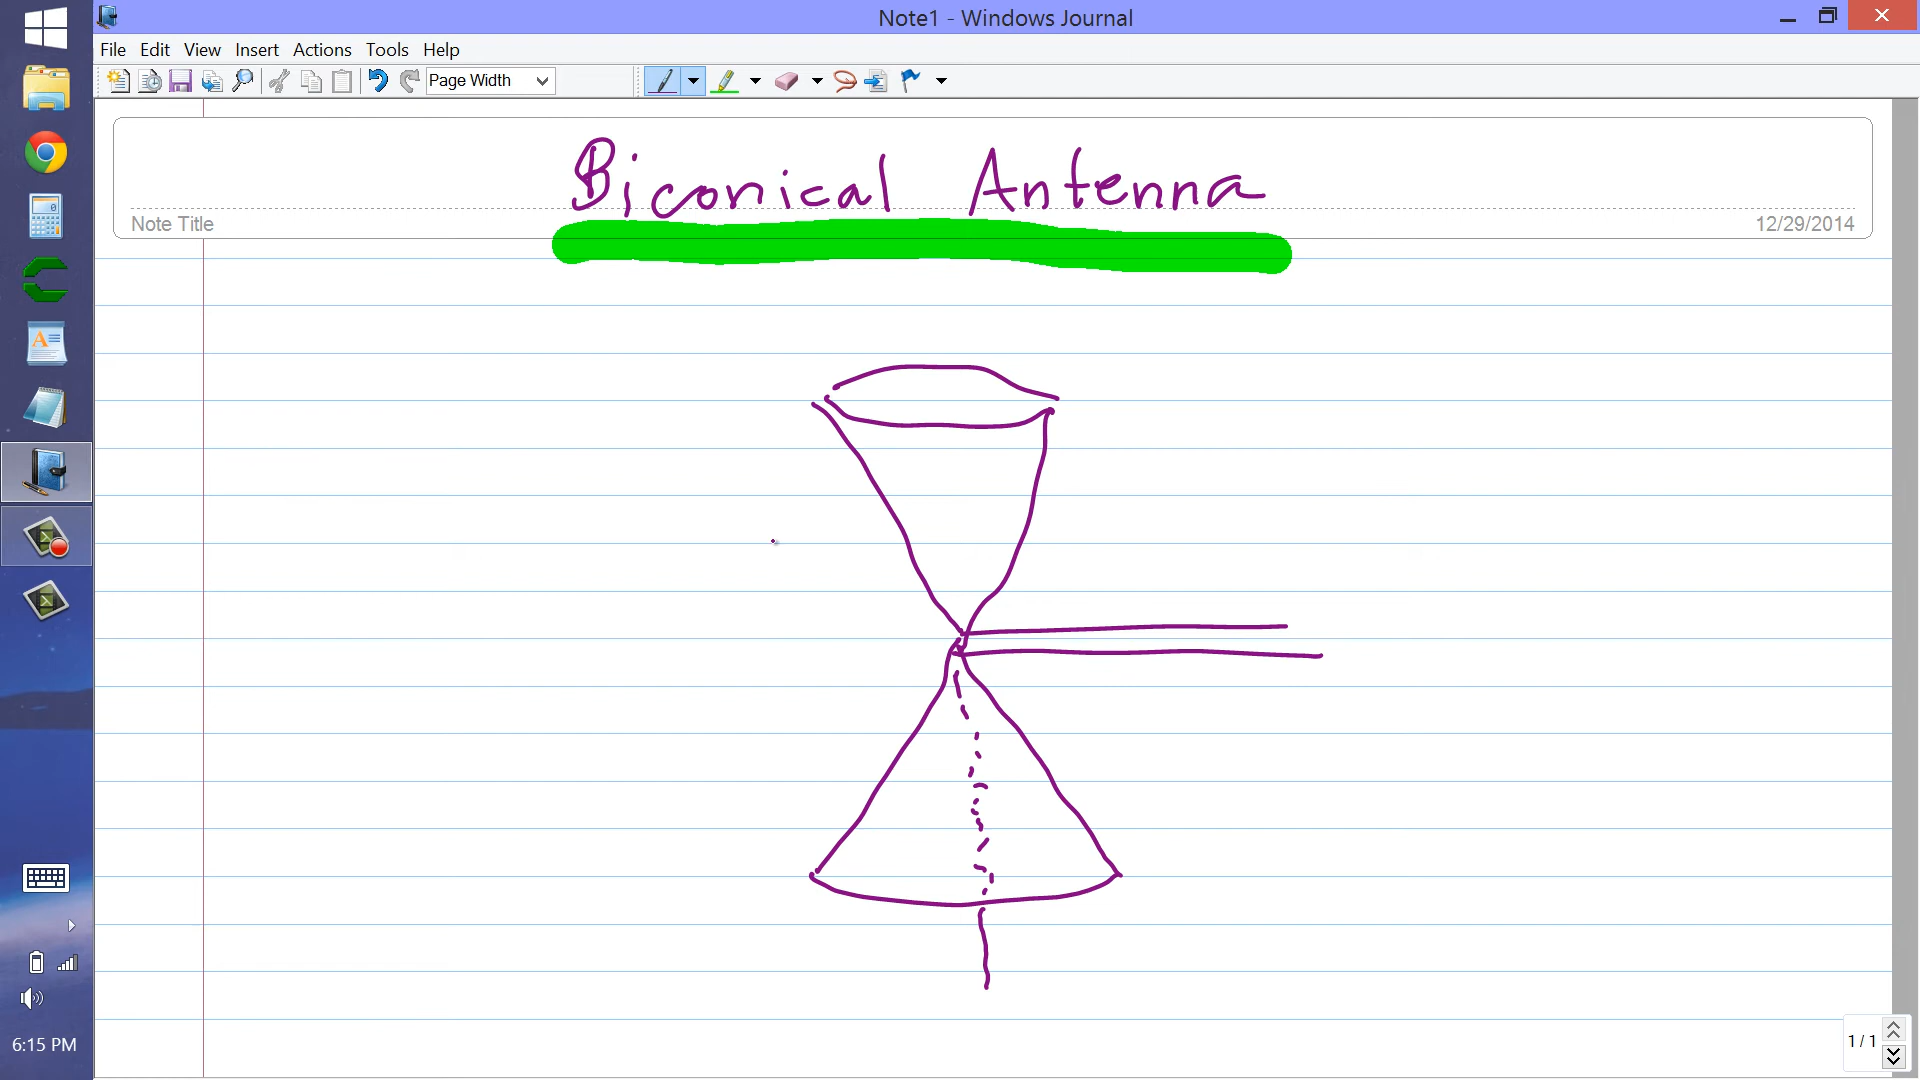 Note1 - Windows Journal
File Edit View Insert Actions Tools Help
Page Width
Biconical Antenna
Note Title
12/29/2014
6:15 PM
1 / 1